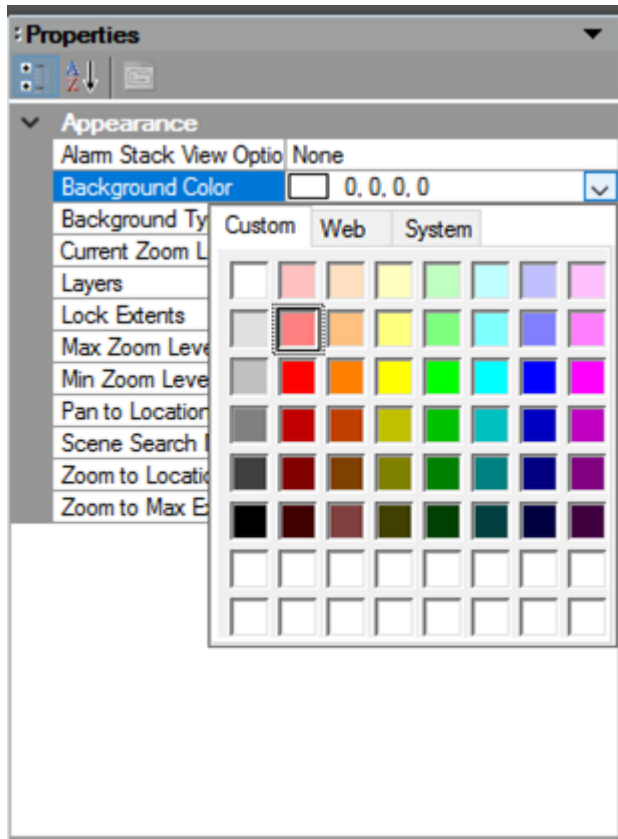 Properties
Appearance
Alarm Stack View Optio None
Background Color 0, 0, 0, 0
Background Ty
Custom Web System
Current Zoom L
Layers
Lock Extents
Max Zoom Leve
Min Zoom Leve
Pan to Location
Scene Search
Zoom to Locatio
Zoom to Max E